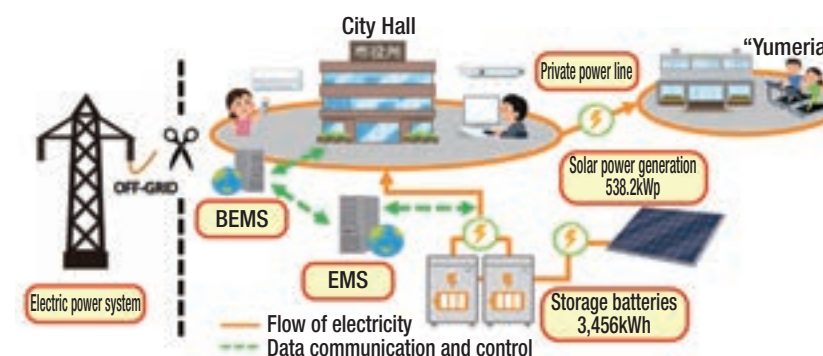 City Hall
"Yumeria
Private power line
OFF-GRID
Solar power generation
538.2kWp
BEMS
EMS
Electric power system
Storage batteries
3,456kWh
Flow of electricity
Data communication and control